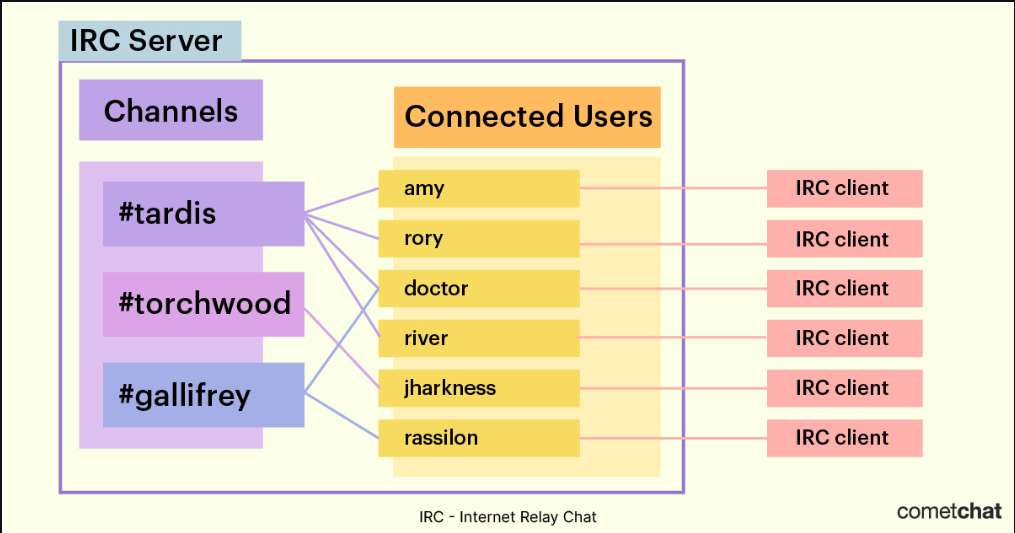 IRC Server
Channels
Connected Users
#tardis
#torchwood
#gallifrey
amy
rory
doctor
river
jharkness
rassilon
IRC client
IRC client
IRC client
IRC client
IRC client
IRC client
IRC - Internet Relay Chat
cometchat